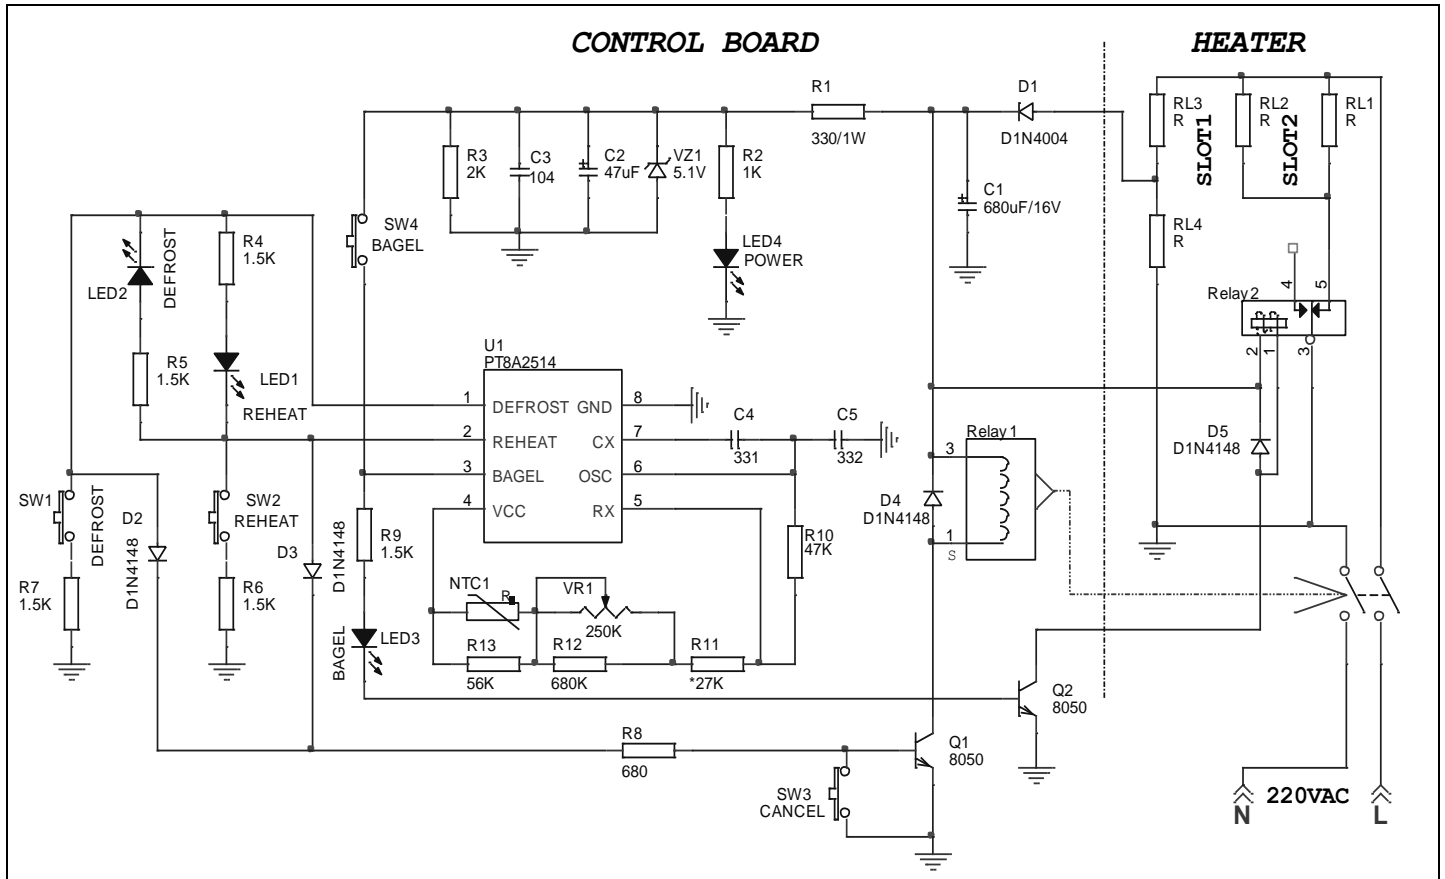 CONTROL BOARD
HEATER
R1
330/1W
D1
D1N4004
RL3
R
SLOT1
RL2
R
SLOT2
RL1
R
R3
2K
C3
104
C2
47uF
VZ1
5.1V
R2
1K
C1
680uF/16V
SW4
BAGEL
LED4
POWER
RL4
R
R4
1.5K
DEFROST
LED2
R5
1.5K
LED1
REHEAT
4
5
Relay2
2
1
3
U1
PT8A2514
1
DEFROST
GND
8
2
REHEAT
CX
7
3
BAGEL
OSC
6
4
VCC
RX
5
C4
331
C5
332
Relay1
3
1
S
D4
D1N4148
D5
D1N4148
SW1
DEFROST
D2
D1N4148
SW2
REHEAT
D3
D1N4148
R9
1.5K
R10
47K
R7
1.5K
R6
1.5K
NTC1
R
VR1
250K
BAGEL
LED3
R13
56K
R12
680K
R11
*27K
Q2
8050
R8
680
Q1
8050
SW3
CANCEL
220VAC
N
L